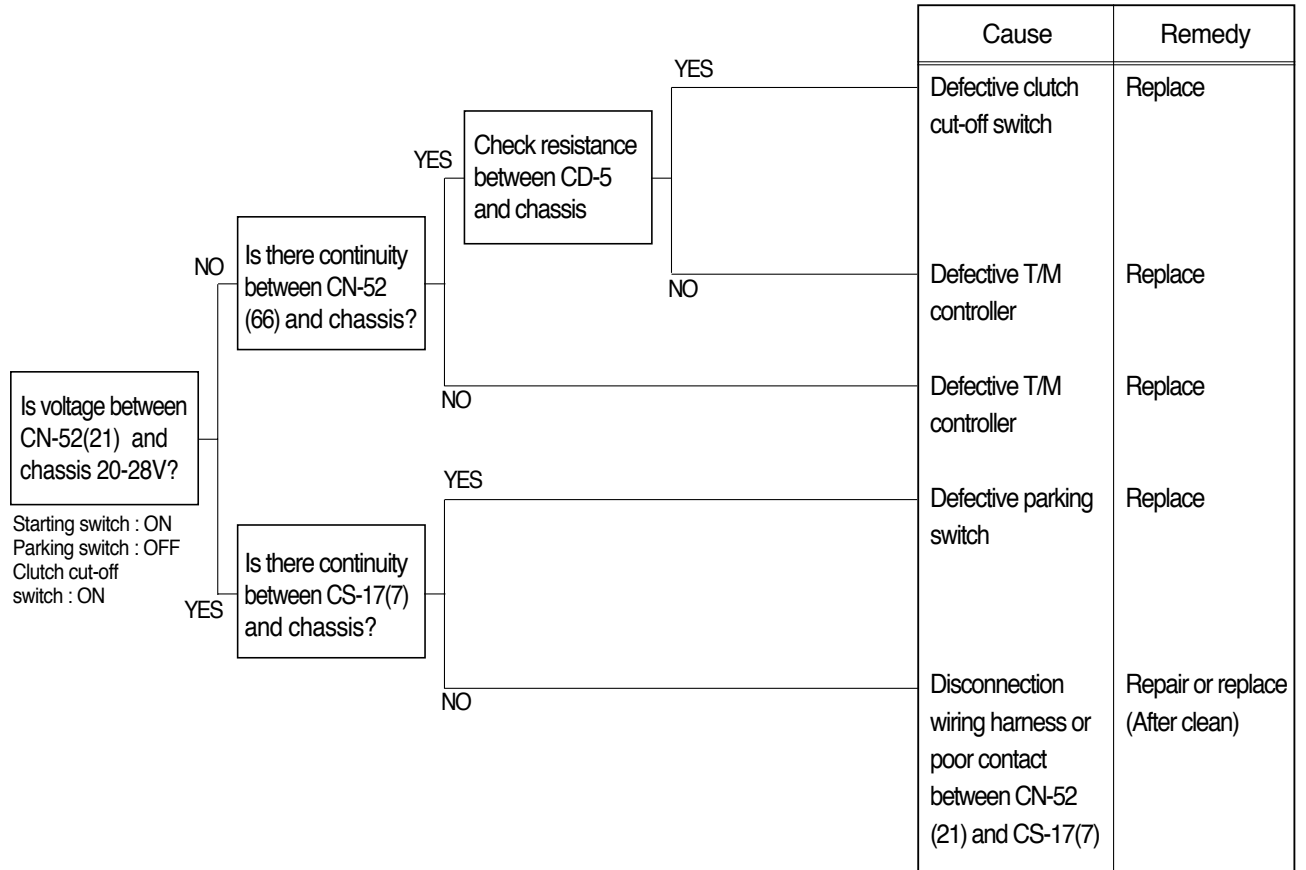 Cause
Remedy
YES
Defective clutch
cut-off switch
Replace
YES
Check resistance
between CD-5
and chassis
NO
Defective T/M
controller
Replace
NO
Is there continuity
between CN-52
(66) and chassis?
NO
Defective T/M
controller
Replace
Is voltage between
CN-52(21) and
chassis 20-28V?
Starting switch : ON
Parking switch : OFF
Clutch cut-off
switch : ON
YES
Is there continuity
between CS-17(7)
and chassis?
YES
Defective parking
switch
Replace
NO
Disconnection
wiring harness or
poor contact
between CN-52
(21) and CS-17(7)
Repair or replace
(After clean)